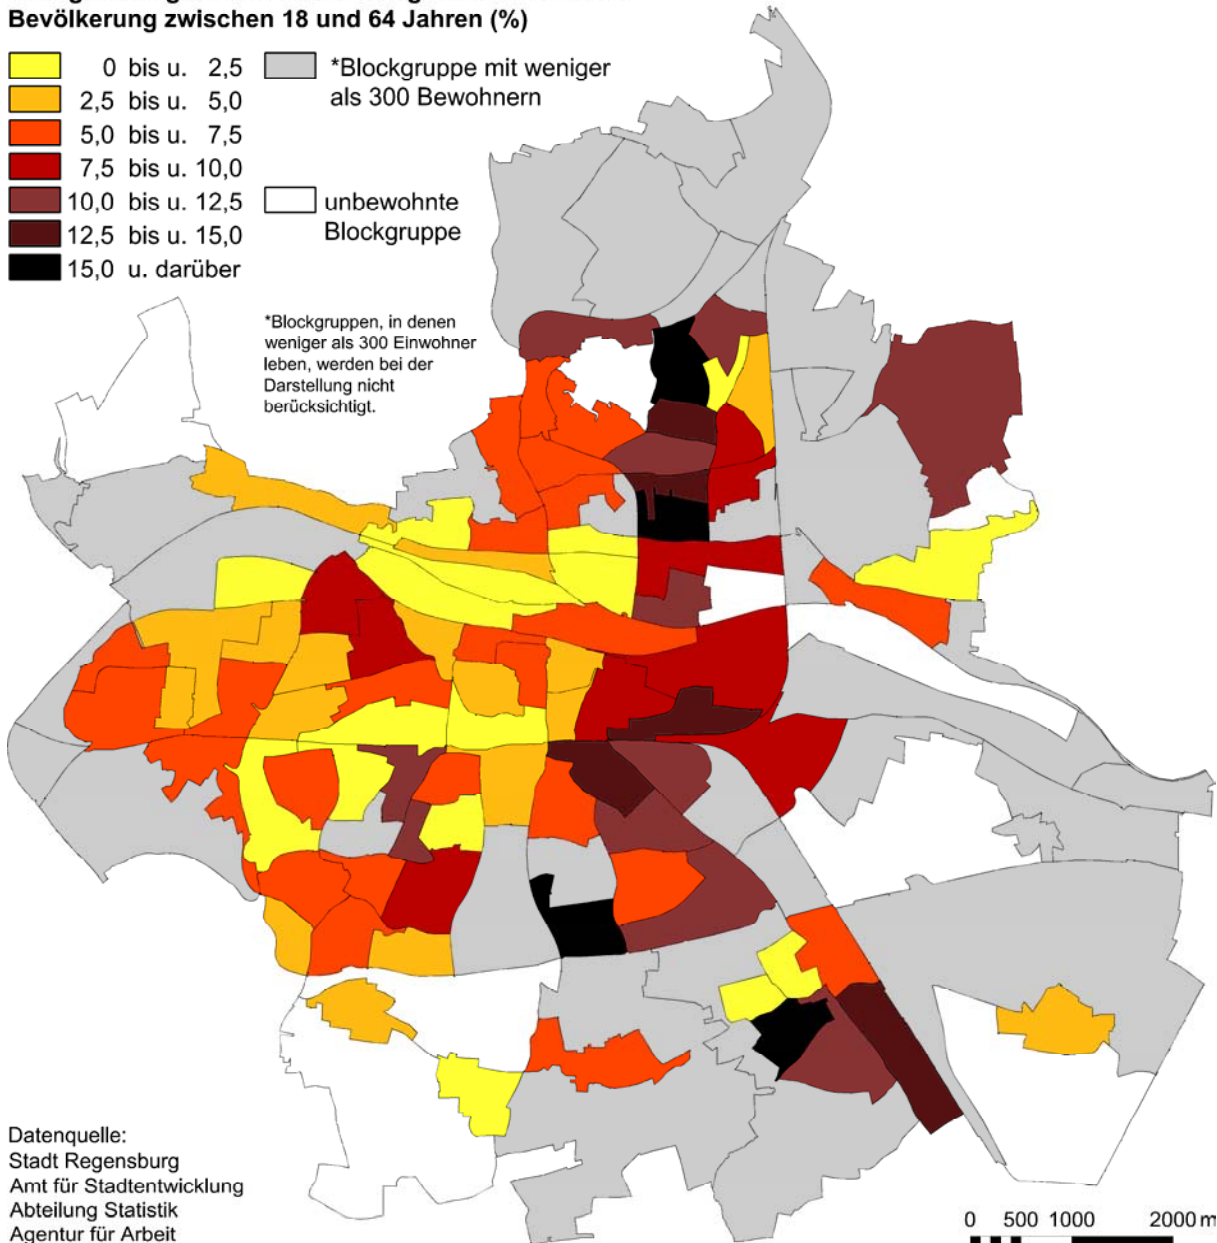 Bevölkerung zwischen 18 und 64 Jahren (%)
0 bis u. 2,5
2,5 bis u. 5,0
5,0 bis u. 7,5
7,5 bis u. 10,0
10,0 bis u. 12,5
12,5 bis u. 15,0
15,0 u. darüber
*Blockgruppe mit weniger
als 300 Bewohnern
unbewohnte
Blockgruppe
*Blockgruppen, in denen
weniger als 300 Einwohner
leben, werden bei der
Darstellung nicht
berücksichtigt.
Datenquelle:
Stadt Regensburg
Amt für Stadtentwicklung
Abteilung Statistik
Agentur für Arbeit
0 500 1000 2000 m